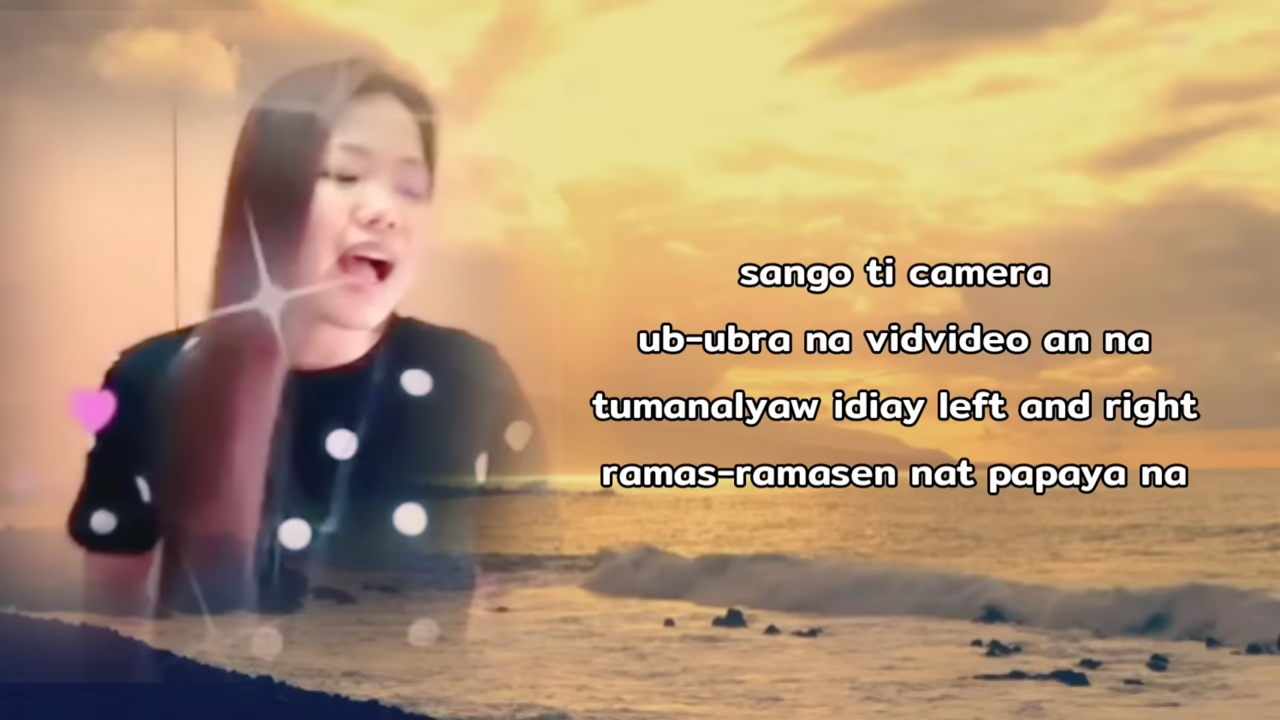 sango ti camera
ub-ubra na vidvideo an na
tumanalyaw idiay left and right
ramas-ramasen nat papaya na